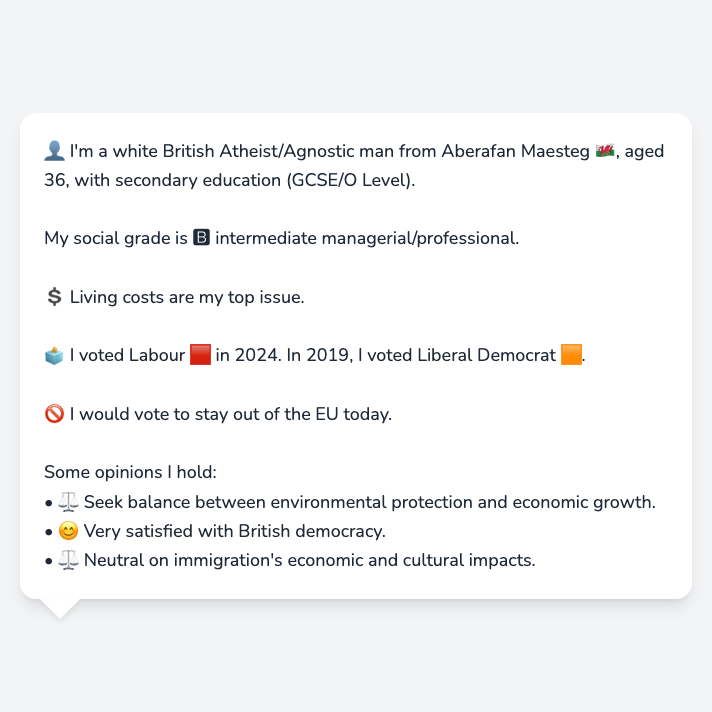 👤 I'm a white British Atheist/Agnostic man from Aberafan Maesteg 🏴󠁧󠁢󠁷󠁬󠁳󠁿, aged
36, with secondary education (GCSE/O Level).
My social grade is 🅱 intermediate managerial/professional.
💲 Living costs are my top issue.
🗳️ I voted Labour 🟥 in 2024. In 2019, I voted Liberal Democrat 🟧.
🚫 I would vote to stay out of the EU today.
Some opinions I hold:
• ⚖️ Seek balance between environmental protection and economic growth.
• 😊 Very satisfied with British democracy.
• ⚖️ Neutral on immigration's economic and cultural impacts.